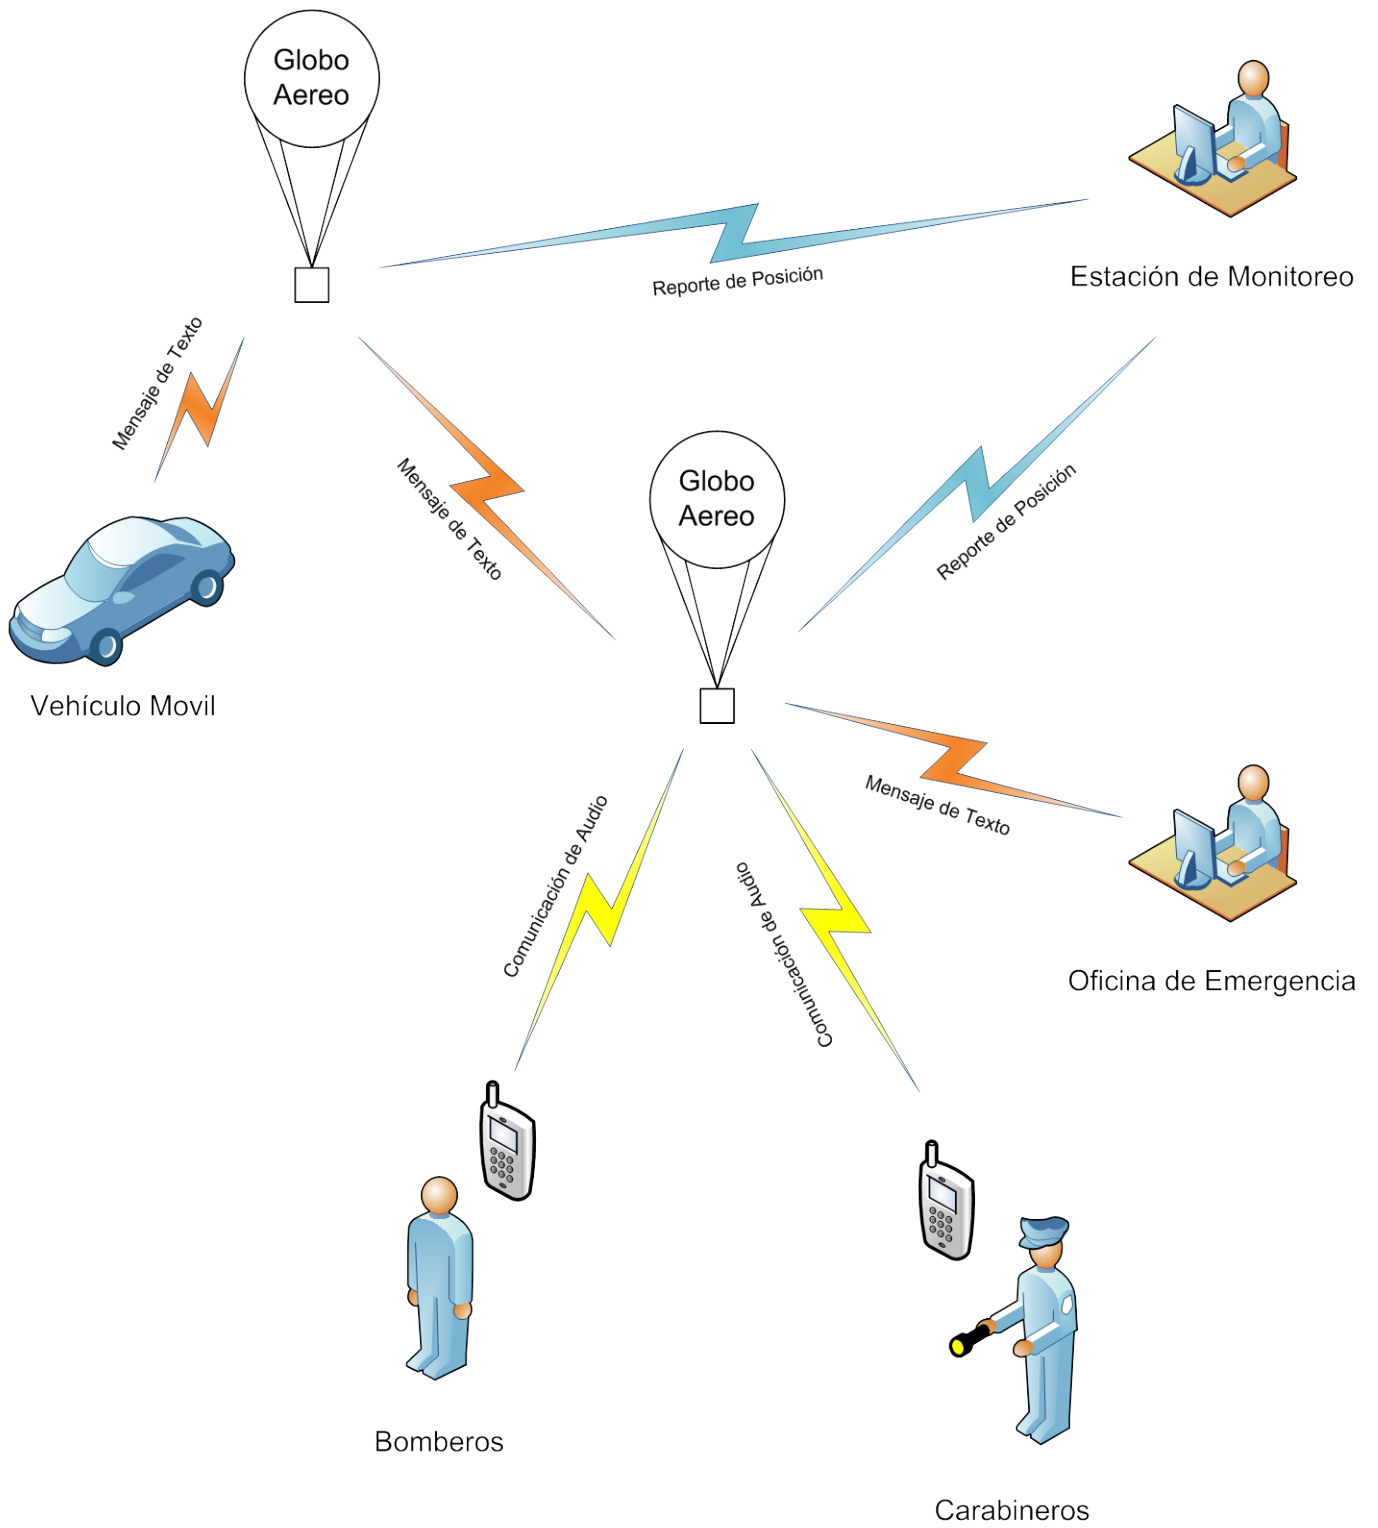 Globo
Aereo
Reporte de Posición
Estación de Monitoreo
Mensaje de Texto
Mensaje de Texto
Globo
Aereo
Reporte de Posición
Vehículo Movil
Mensaje de Texto
Comunicación de Audio
Comunicación de Audio
Oficina de Emergencia
Bomberos
Carabineros